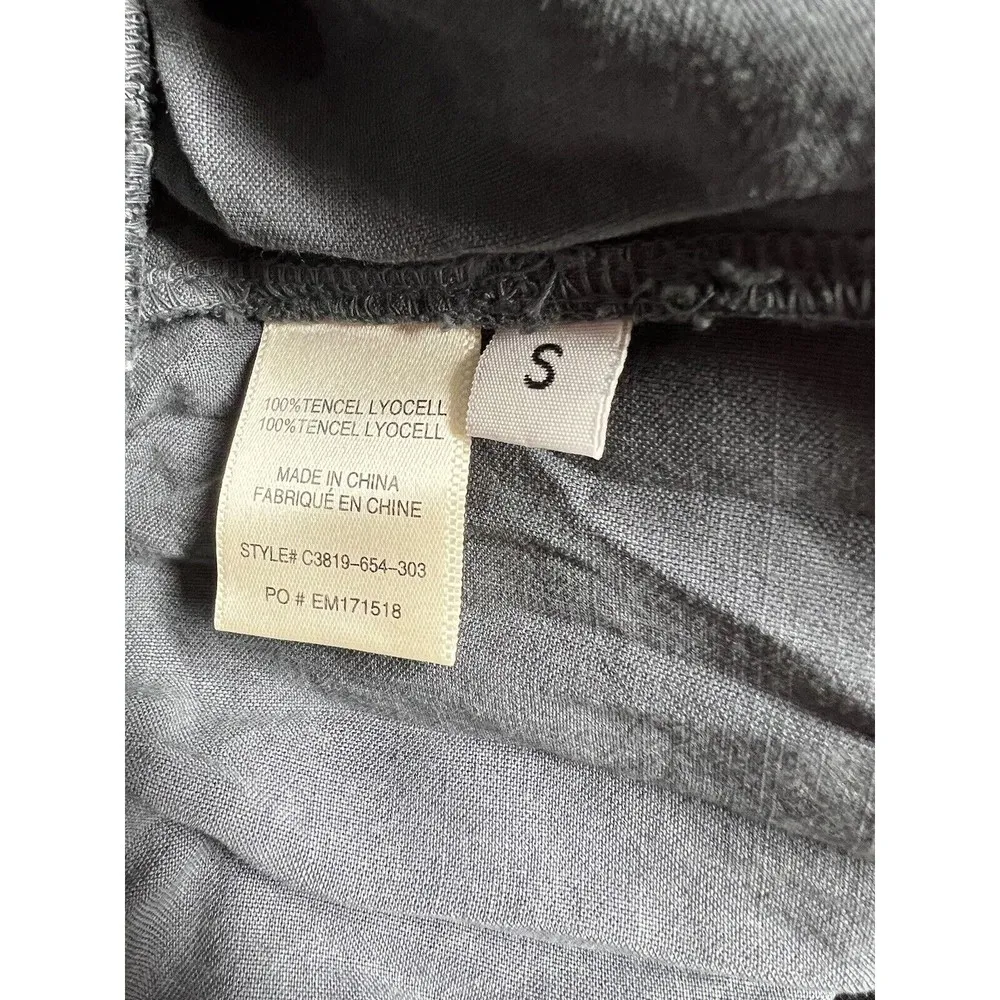 S
100%TENCEL LYOCELL
100%TENCEL LYOCELL
MADE IN CHINA
FABRIQUÉ EN CHINE
STYLE# C3819-654-303
PO # EM171518